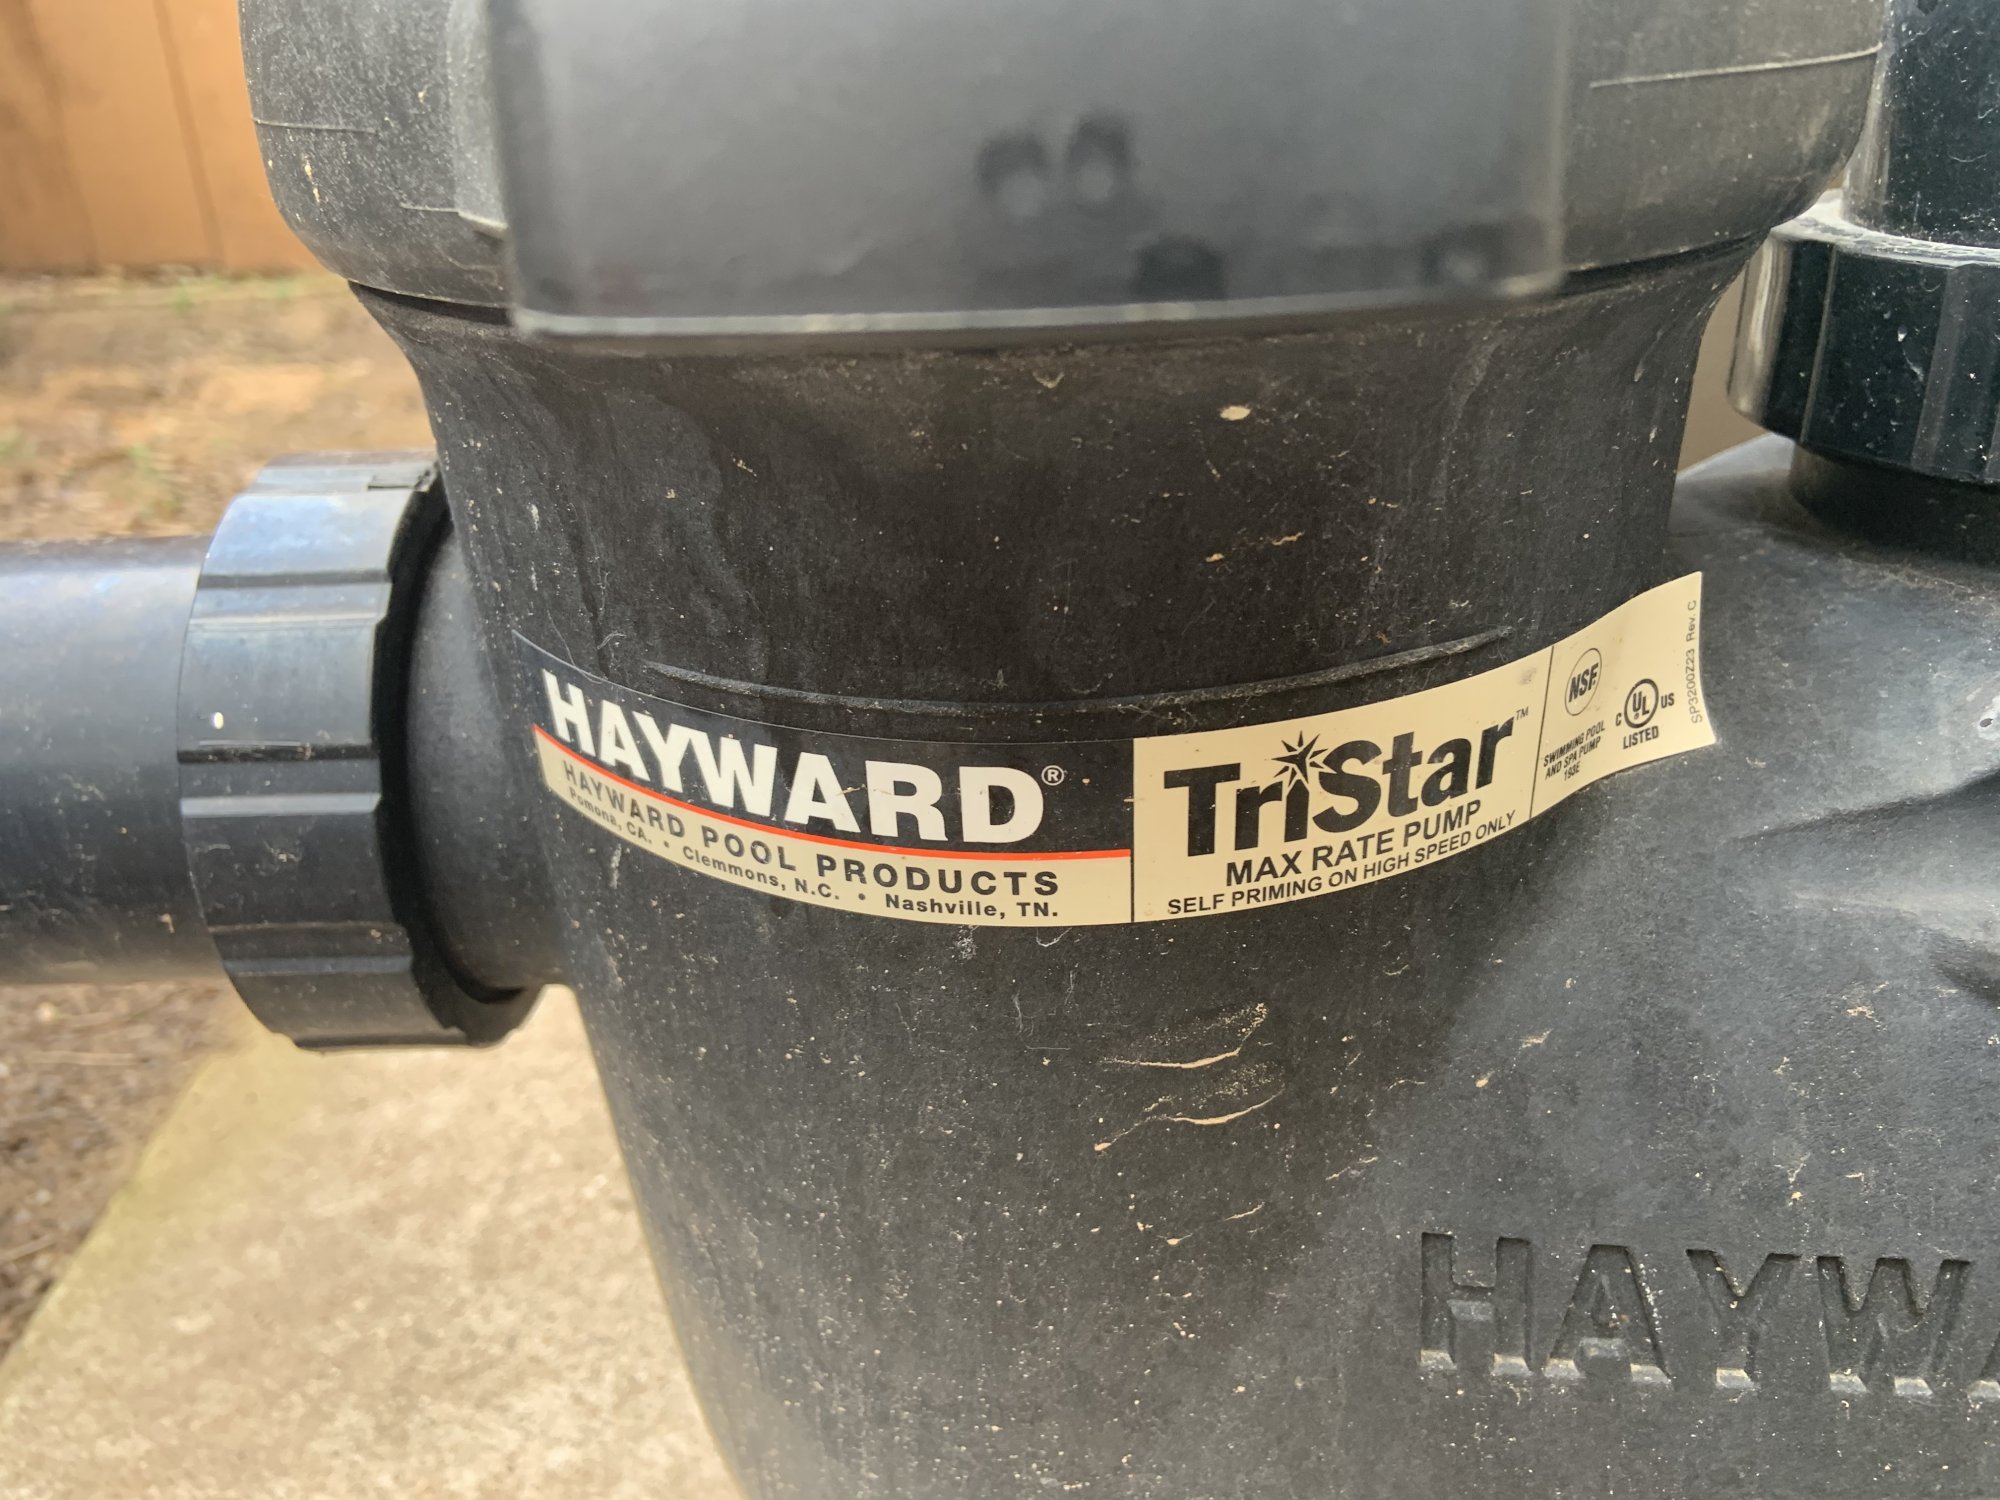 HAYWARD®
HAYWARD POOL PRODUCTS
Pomona, CA. • Clemmons, N.C. • Nashville, TN.
TriStar™
MAX RATE PUMP
SELF PRIMING ON HIGH SPEED ONLY
NSF
SWIMMING POOL
AND SPA PUMP
193E
C UL US
LISTED
SP3200Z23 Rev. C
HAYWA